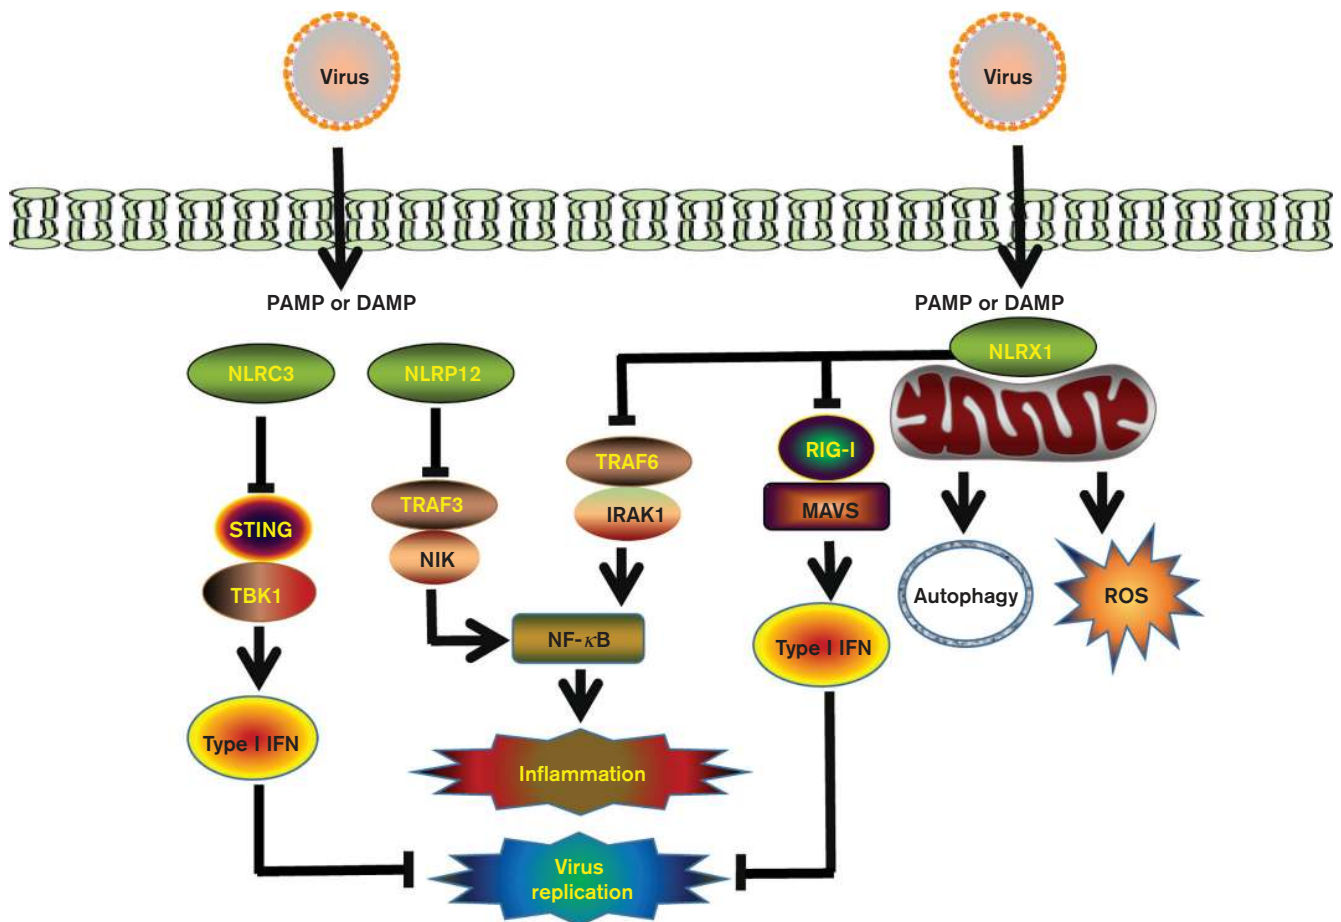 Virus
Virus
PAMP or DAMP
PAMP or DAMP
NLRC3
NLRP12
NLRX1
TRAF6
RIG-I
IRAK1
MAVS
TRAF3
STING
NIK
TBK1
Autophagy
ROS
NF-κB
Type I IFN
Type I IFN
Inflammation
Virus
replication